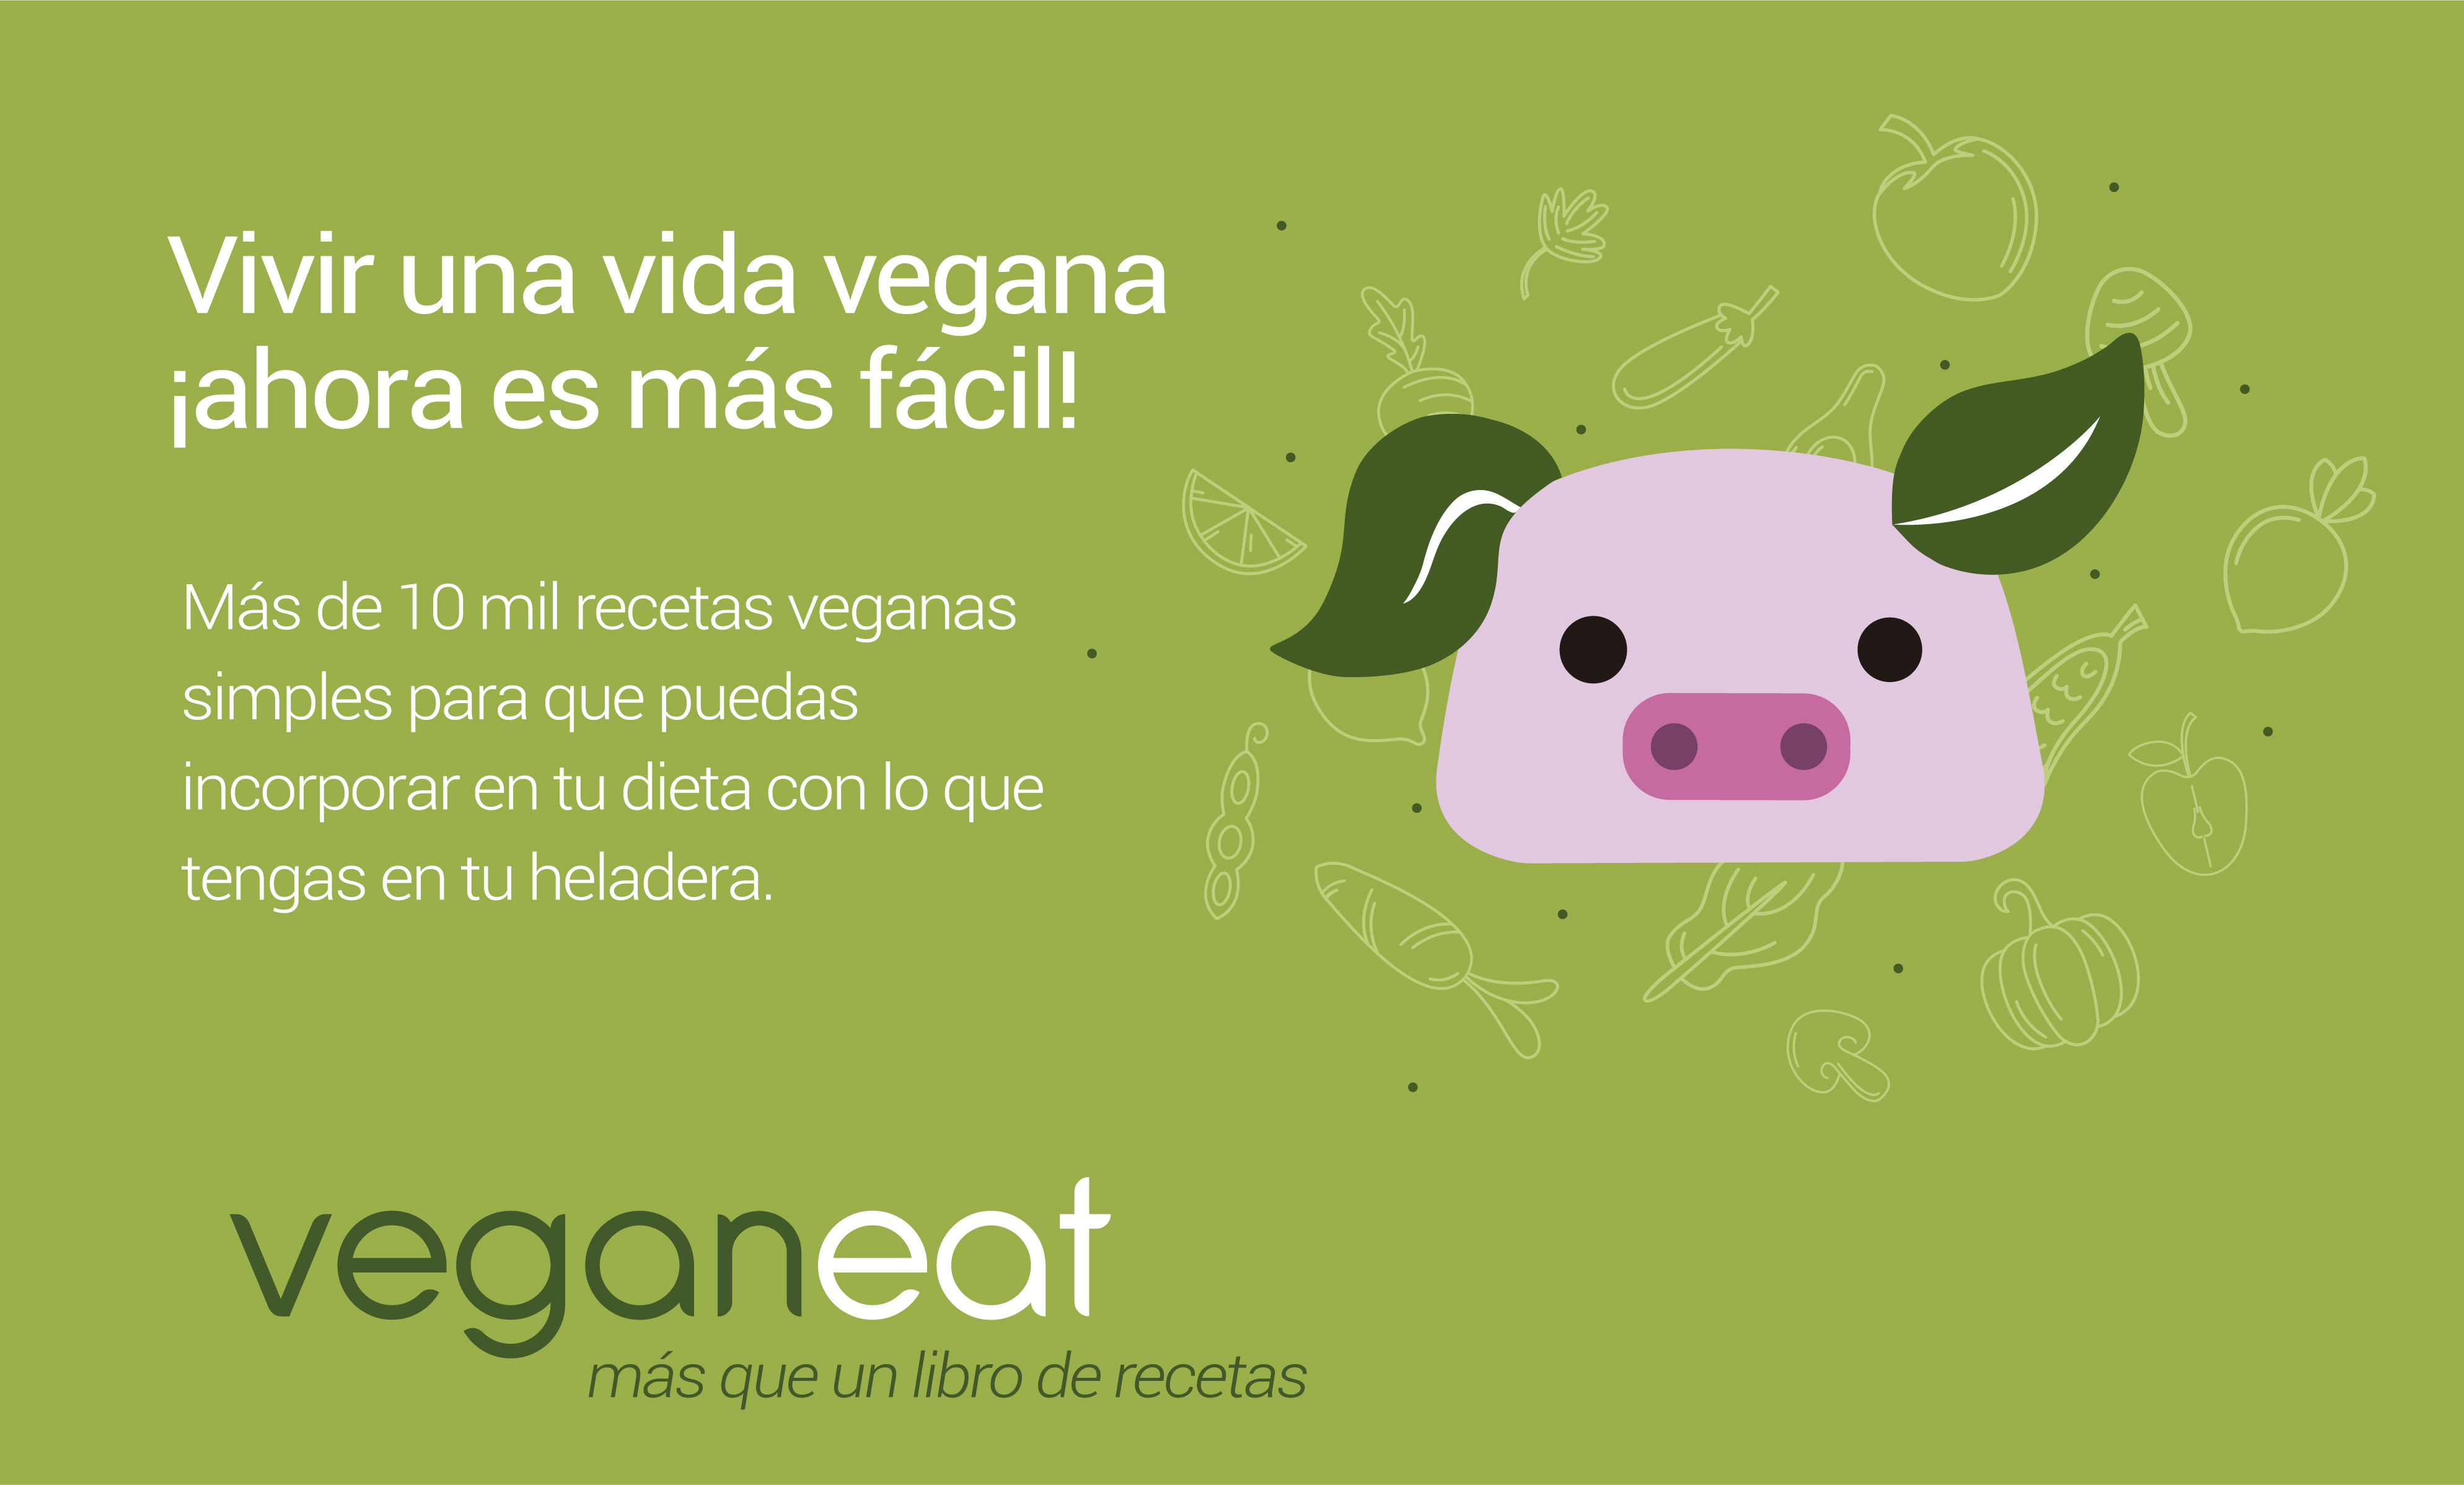 Vivir una vida vegana
¡ahora es más fácil!
Más de 10 mil recetas veganas
simples para que puedas
incorporar en tu dieta con lo que
tengas en tu heladera.
veganeat
más que un libro de recetas